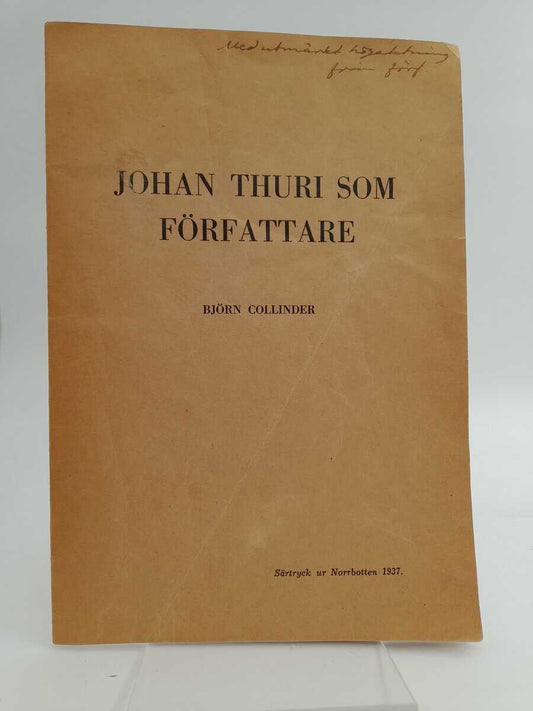 Med utmärkt högaktning
från förf
JOHAN THURI SOM
FÖRFATTARE
BJÖRN COLLINDER
Särtryck ur Norrbotten 1937.